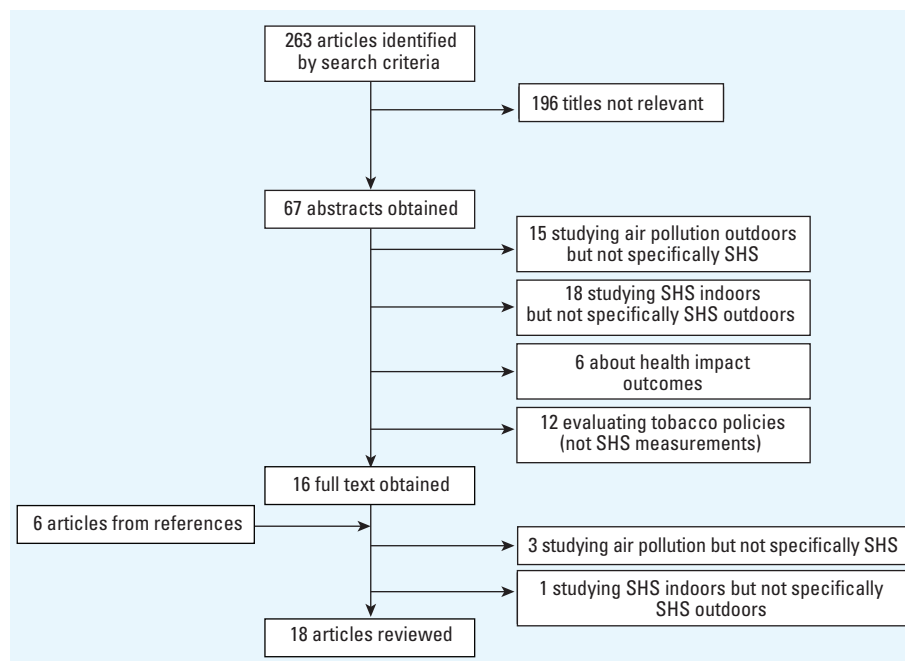 263 articles identified
by search criteria
196 titles not relevant
67 abstracts obtained
15 studying air pollution outdoors
but not specifically SHS
18 studying SHS indoors
but not specifically SHS outdoors
6 about health impact
outcomes
12 evaluating tobacco policies
(not SHS measurements)
16 full text obtained
6 articles from references
3 studying air pollution but not specifically SHS
1 studying SHS indoors but not specifically
SHS outdoors
18 articles reviewed